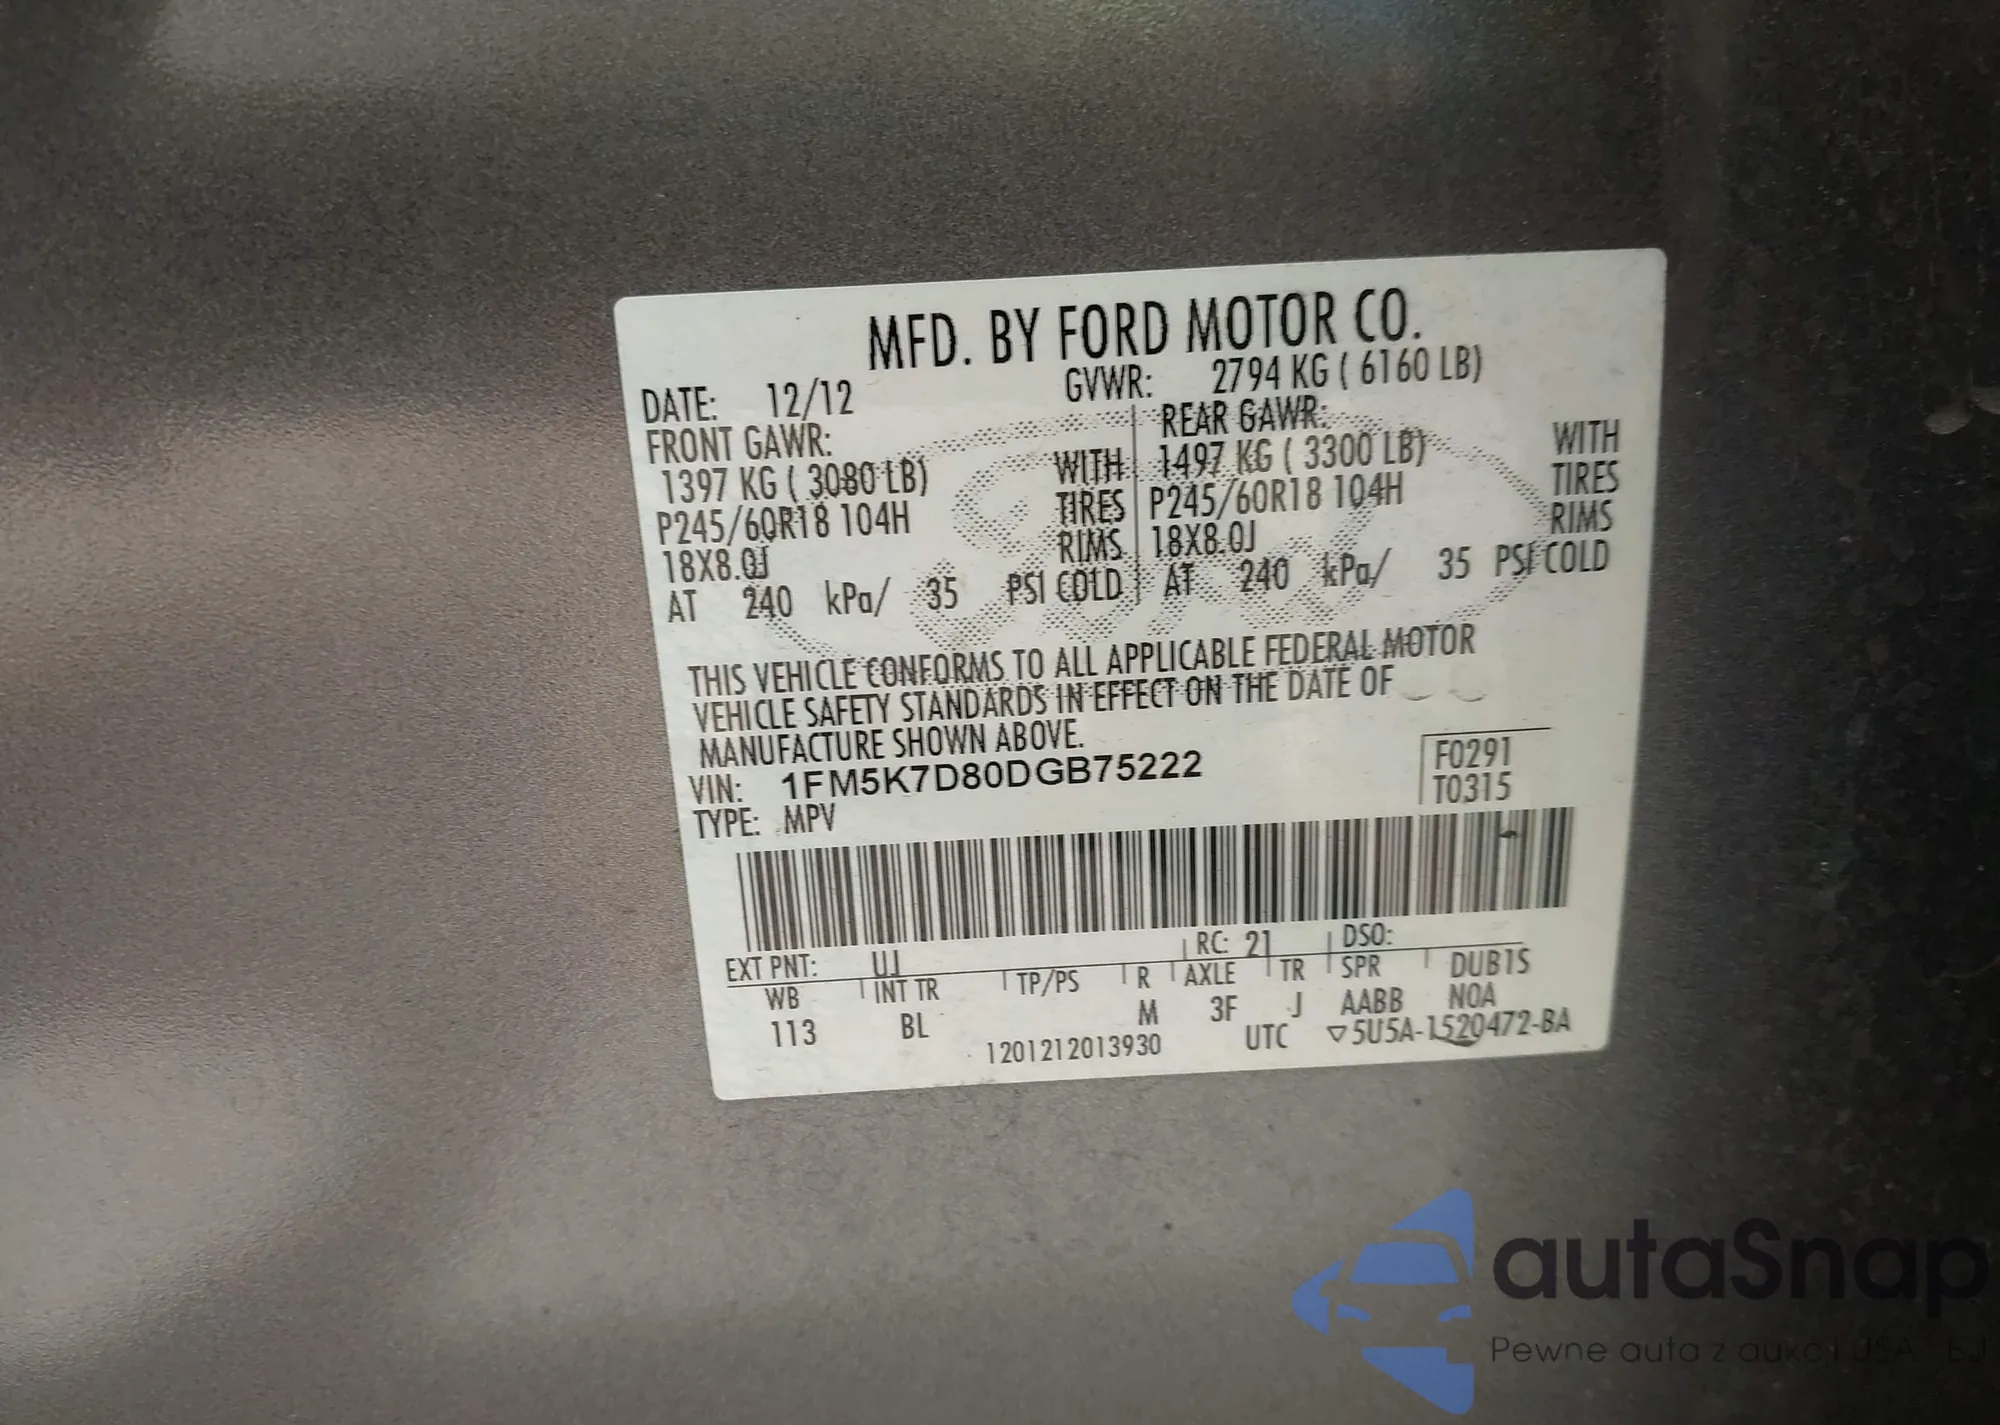 MFD. BY FORD MOTOR CO.
DATE: 12/12 GVWR: 2794 KG ( 6160 LB)
FRONT GAWR: REAR GAWR:
1397 KG ( 3080 LB) WITH 1497 KG ( 3300 LB) WITH
P245/60R18 104H TIRES P245/60R18 104H TIRES
18X8.0J RIMS 18X8.0J RIMS
AT 240 kPa/ 35 PSI COLD AT 240 kPa/ 35 PSI COLD
THIS VEHICLE CONFORMS TO ALL APPLICABLE FEDERAL MOTOR
VEHICLE SAFETY STANDARDS IN EFFECT ON THE DATE OF
MANUFACTURE SHOWN ABOVE.
VIN: 1FM5K7D80DGB75222 F0291
TYPE: MPV T0315
EXT PNT: UJ RC: 21 DSO:
WB INT TR TP/PS R AXLE TR SPR DUB1S
113 BL M 3F J AABB N0A
1201212013930 UTC ▽5U5A-1520472-BA
autaSnap
Pewne auta z aukcji USA